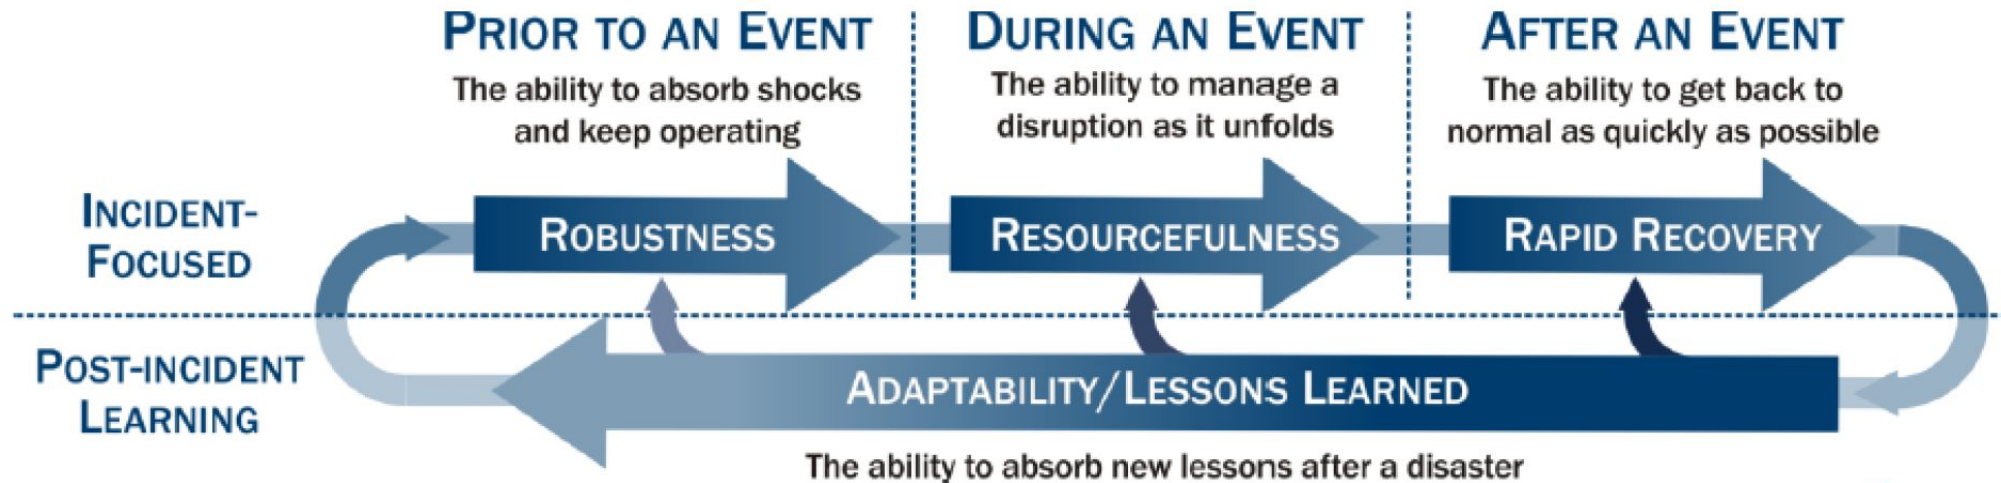 PRIOR TO AN EVENT
The ability to absorb shocks
and keep operating
DURING AN EVENT
The ability to manage a
disruption as it unfolds
AFTER AN EVENT
The ability to get back to
normal as quickly as possible
INCIDENT-
FOCUSED
ROBUSTNESS
RESOURCEFULNESS
RAPID RECOVERY
POST-INCIDENT
LEARNING
ADAPTABILITY/LESSONS LEARNED
The ability to absorb new lessons after a disaster